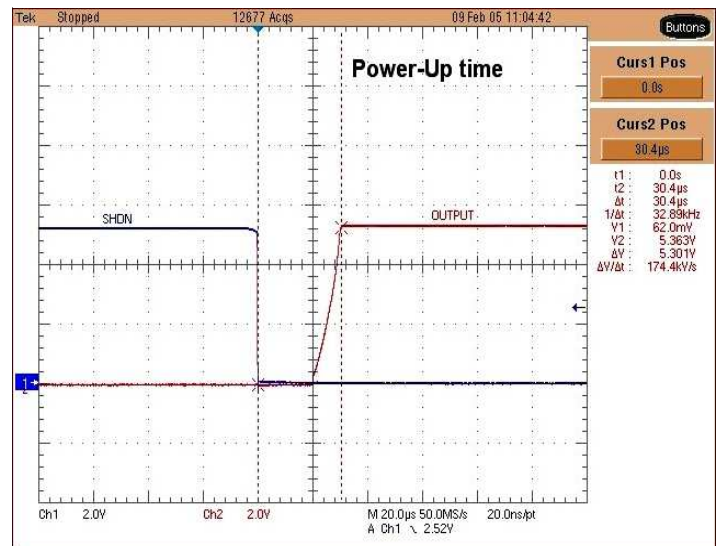 Tek Stopped 12677 Acqs 09 Feb 05 11:04:42
Buttons
Power-Up time
Curs1 Pos
0.0s
Curs2 Pos
30.4µs
t1 : 0.0s
t2 : 30.4µs
Δt : 30.4µs
1/Δt : 32.89kHz
V1 : 62.0mV
V2 : 5.363V
ΔV : 5.301V
ΔV/Δt : 174.4kV/s
SHDN
OUTPUT
1
Ch1 2.0V Ch2 2.0V M 20.0µs 50.0MS/s 20.0ns/pt
A Ch1 \ 2.52V